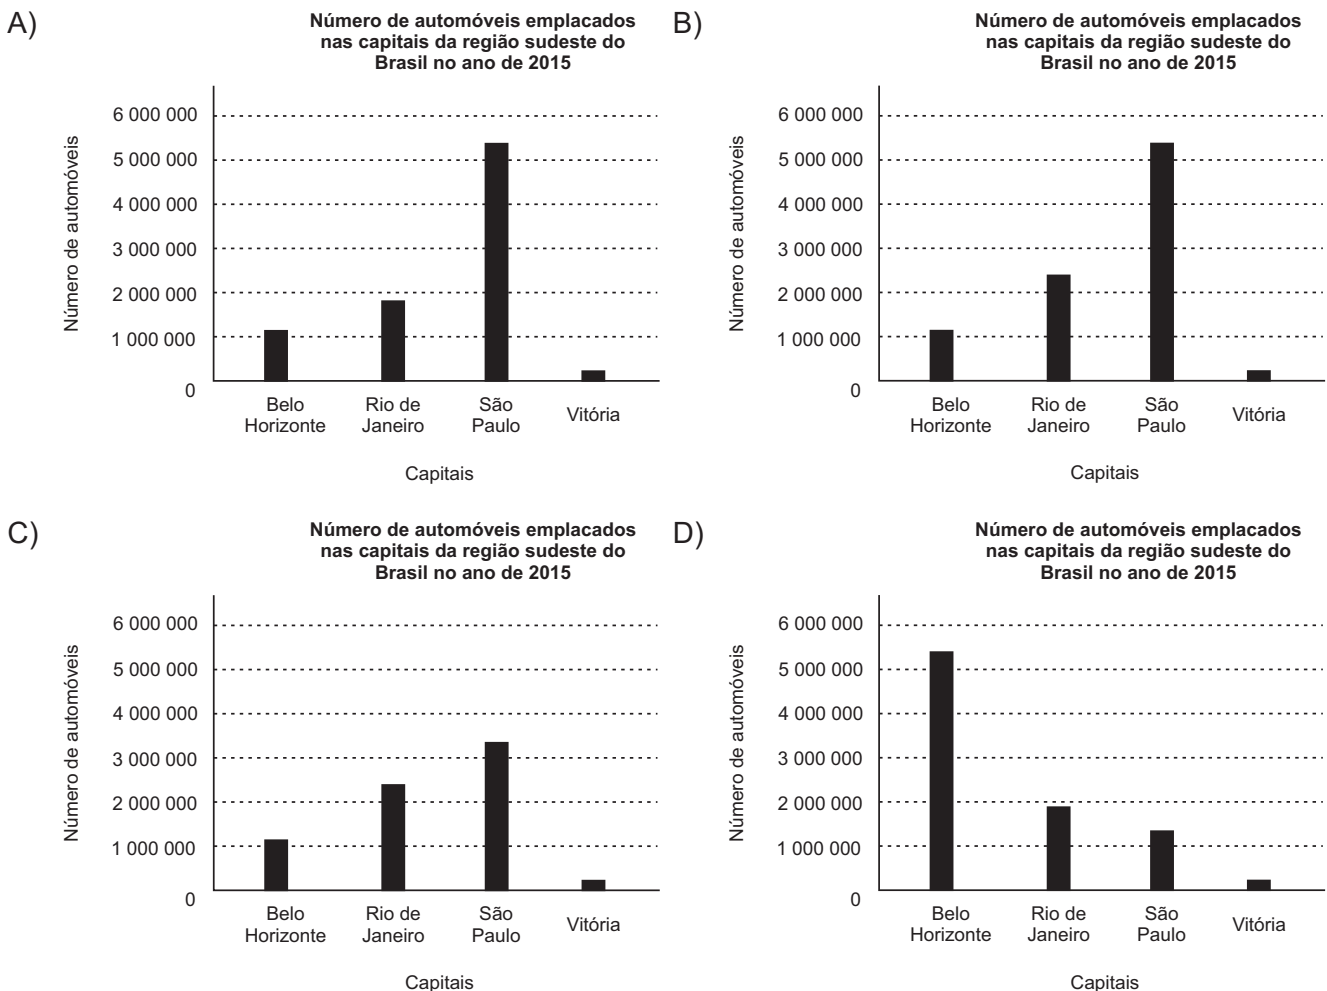 A)
Número de automóveis emplacados
nas capitais da região sudeste do
Brasil no ano de 2015
Número de automóveis
6 000 000
5 000 000
4 000 000
3 000 000
2 000 000
1 000 000
0
Belo Horizonte
Rio de Janeiro
São Paulo
Vitória
Capitais
B)
Número de automóveis emplacados
nas capitais da região sudeste do
Brasil no ano de 2015
Número de automóveis
6 000 000
5 000 000
4 000 000
3 000 000
2 000 000
1 000 000
0
Belo Horizonte
Rio de Janeiro
São Paulo
Vitória
Capitais
C)
Número de automóveis emplacados
nas capitais da região sudeste do
Brasil no ano de 2015
Número de automóveis
6 000 000
5 000 000
4 000 000
3 000 000
2 000 000
1 000 000
0
Belo Horizonte
Rio de Janeiro
São Paulo
Vitória
Capitais
D)
Número de automóveis emplacados
nas capitais da região sudeste do
Brasil no ano de 2015
Número de automóveis
6 000 000
5 000 000
4 000 000
3 000 000
2 000 000
1 000 000
0
Belo Horizonte
Rio de Janeiro
São Paulo
Vitória
Capitais